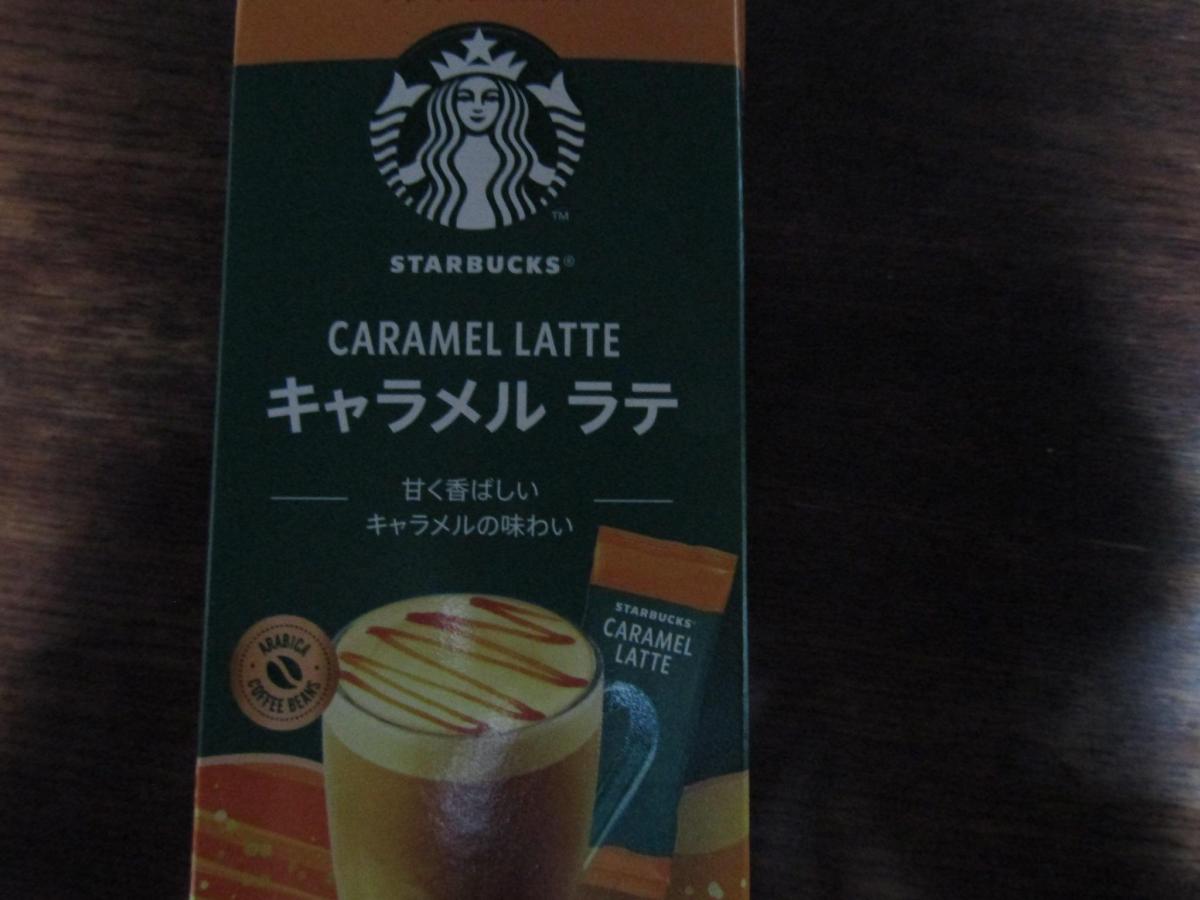 TM
STARBUCKS®
CARAMEL LATTE
キャラメル ラテ
甘く香ばしい
キャラメルの味わい
STARBUCKS
CARAMEL
LATTE
ARABICA
COFFEE BEANS